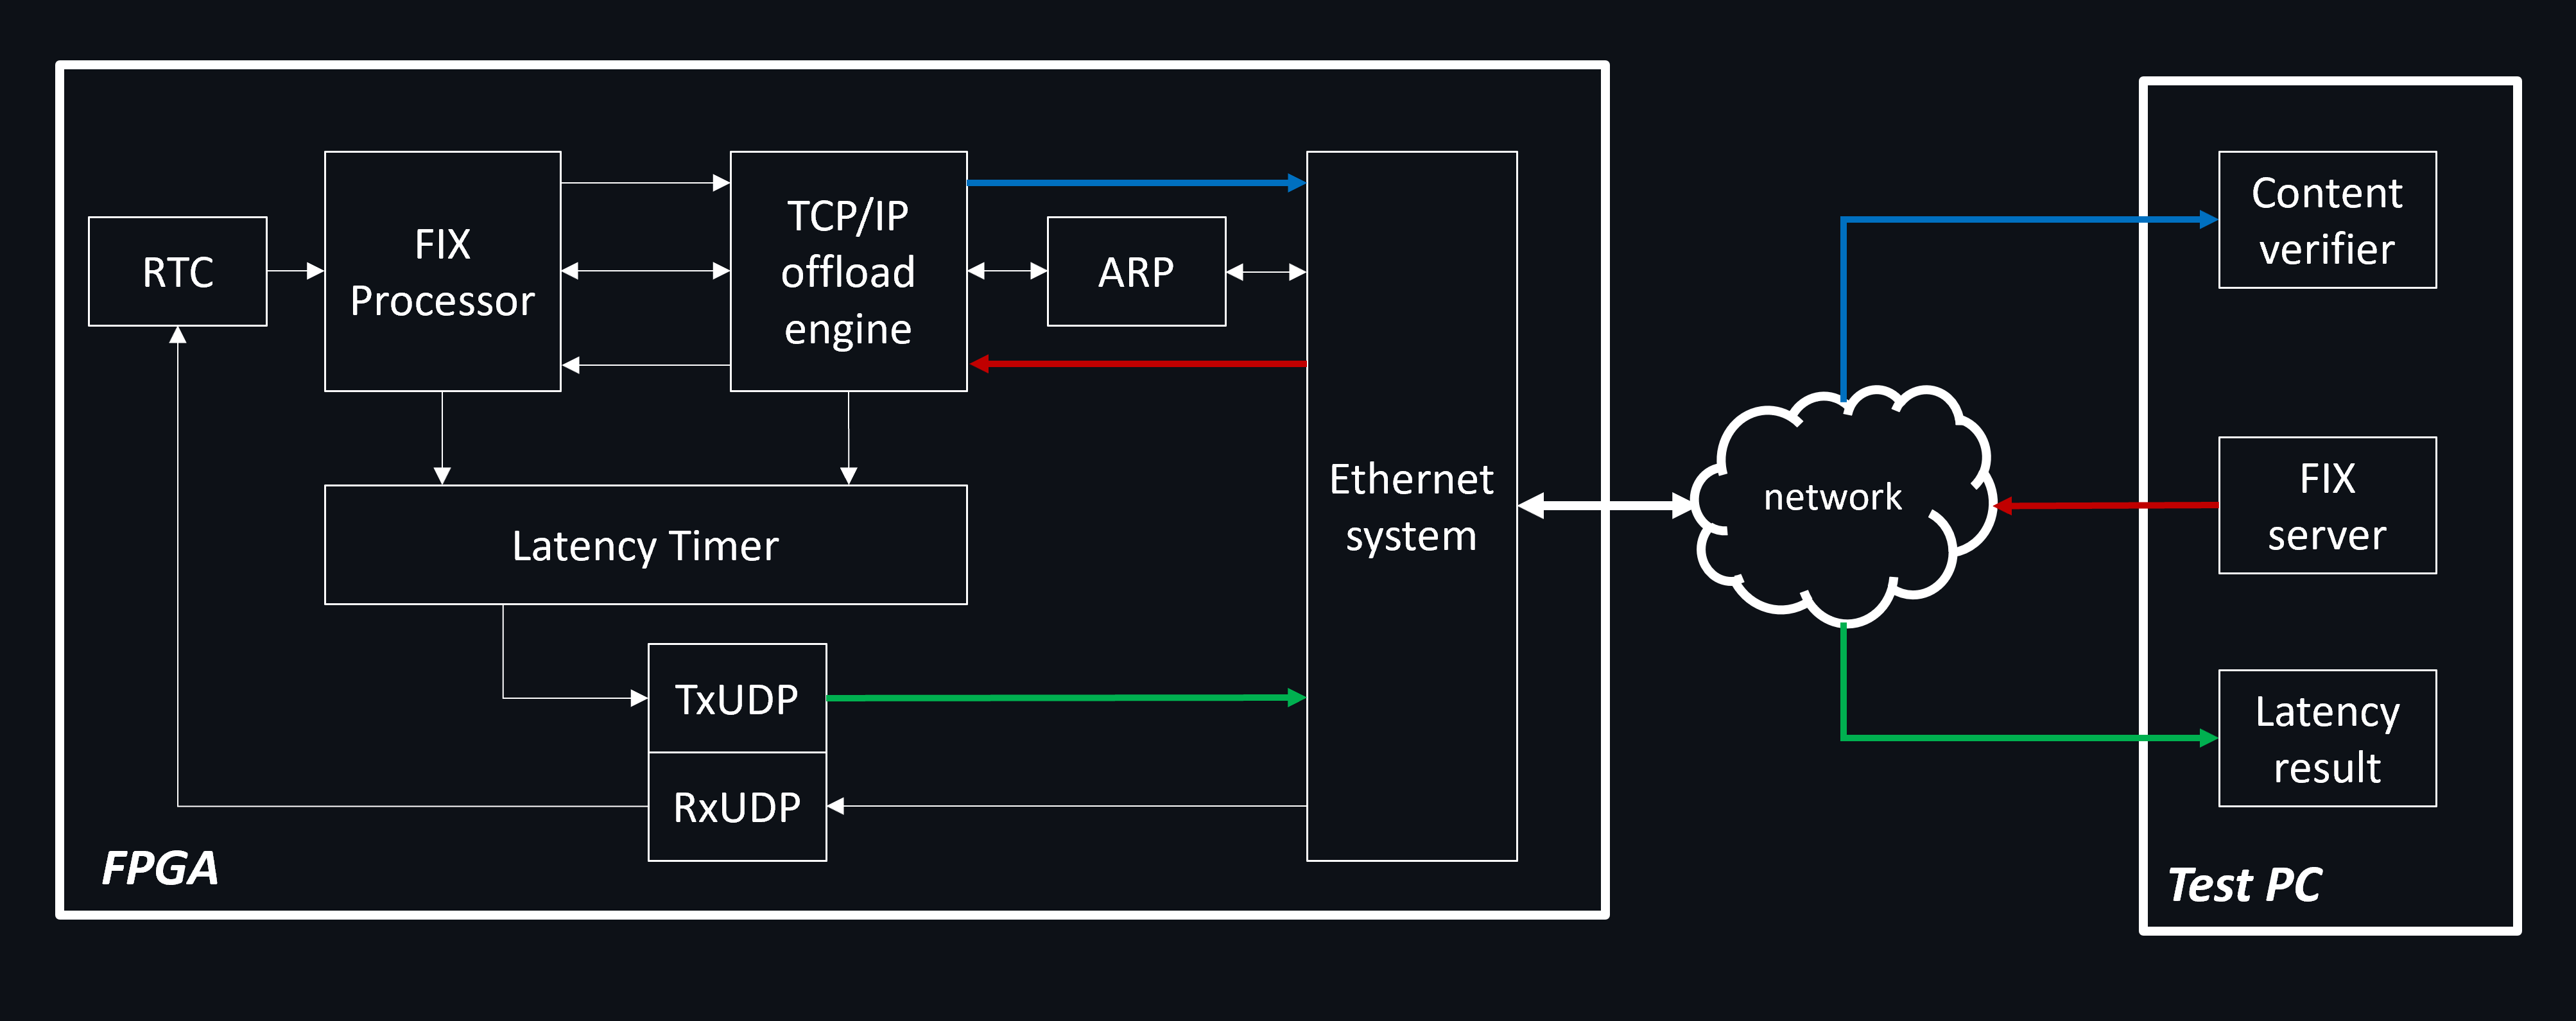 RTC
FIX
Processor
TCP/IP
offload
engine
ARP
Ethernet
system
Latency Timer
TxUDP
RxUDP
FPGA
network
Content
verifier
FIX
server
Latency
result
Test PC